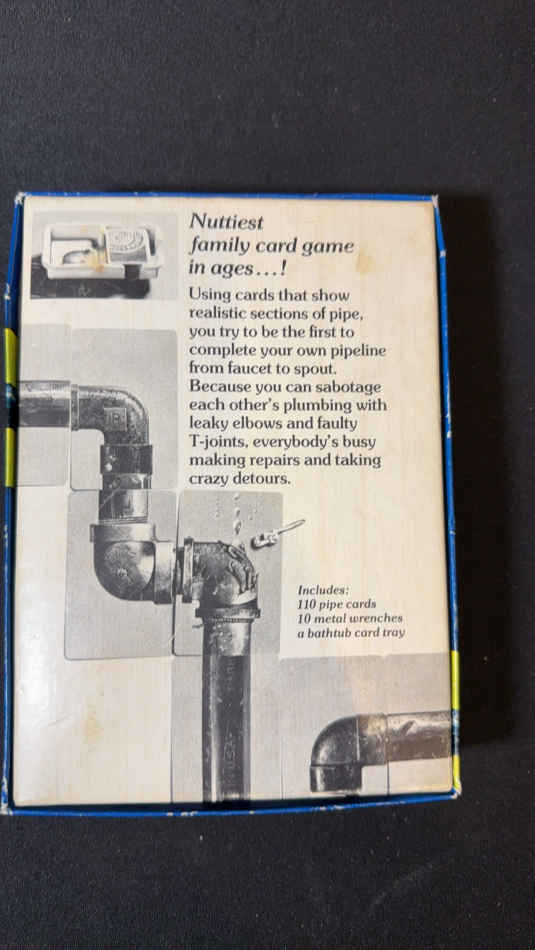 Nuttiest
family card game
in ages...!
Using cards that show
realistic sections of pipe,
you try to be the first to
complete your own pipeline
from faucet to spout.
Because you can sabotage
each other's plumbing with
leaky elbows and faulty
T-joints, everybody's busy
making repairs and taking
crazy detours.
Includes:
110 pipe cards
10 metal wrenches
a bathtub card tray
U.S.A.